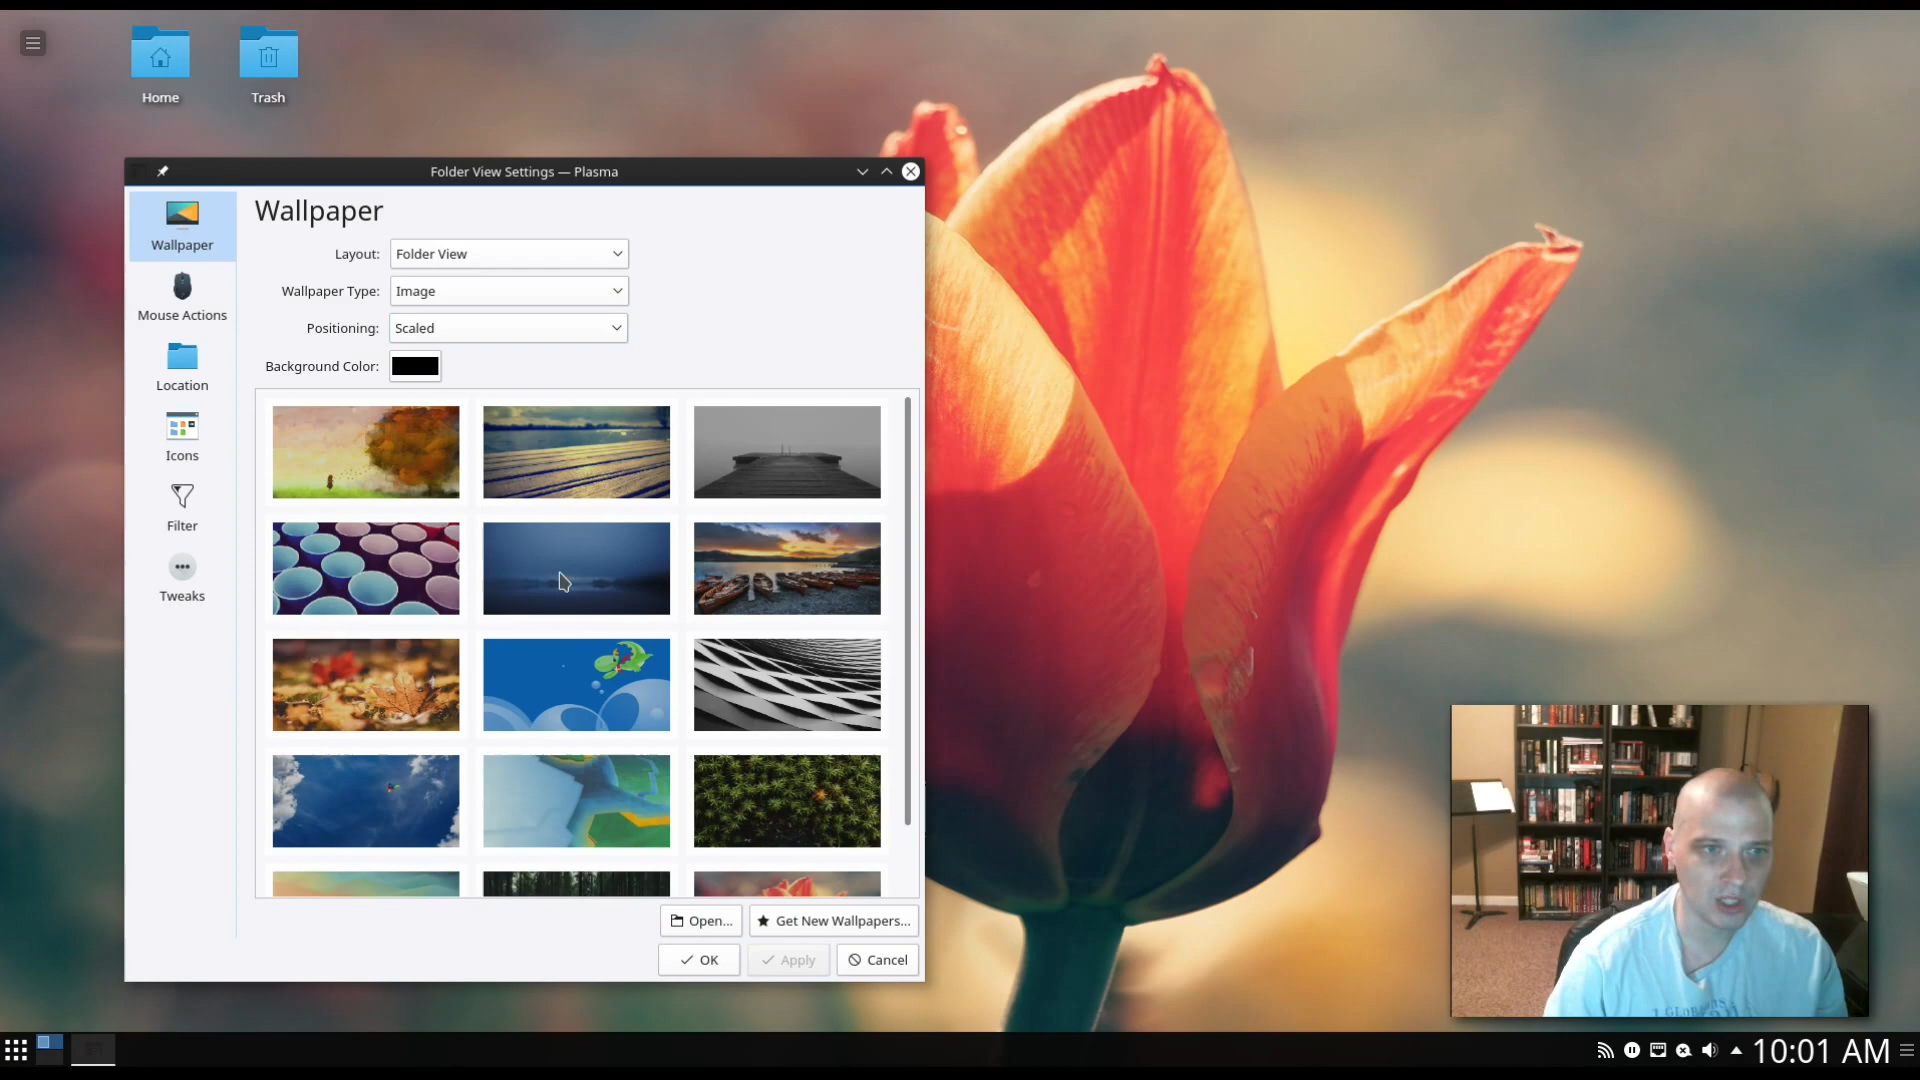 Home
Trash
Folder View Settings — Plasma
Wallpaper
Mouse Actions
Location
Icons
Filter
Tweaks
Wallpaper
Layout: Folder View
Wallpaper Type: Image
Positioning: Scaled
Background Color:
Open...
Get New Wallpapers...
OK
Apply
Cancel
10:01 AM